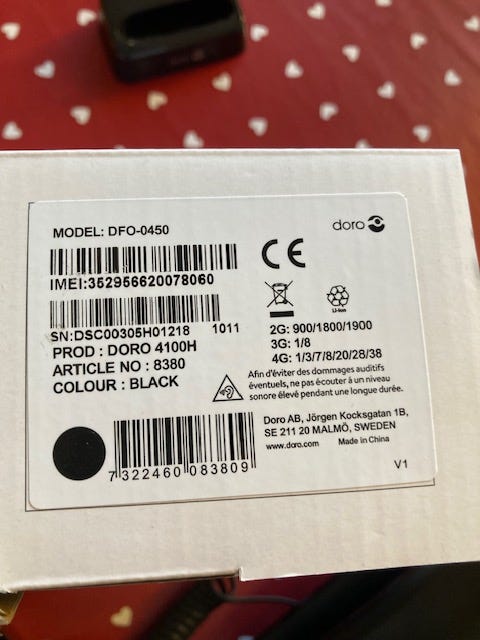 MODEL: DFO-0450
doro
CE
IMEI:352956620078060
Li-ion
SN:DSC00305H01218 1011
2G: 900/1800/1900
PROD : DORO 4100H
3G: 1/8
ARTICLE NO : 8380
4G: 1/3/7/8/20/28/38
COLOUR : BLACK
Afin d'éviter des dommages auditifs
éventuels, ne pas écouter à un niveau
sonore élevé pendant une longue durée.
Doro AB, Jörgen Kocksgatan 1B,
SE 211 20 MALMÖ, SWEDEN
www.doro.com Made in China
7 322460 083809
V1